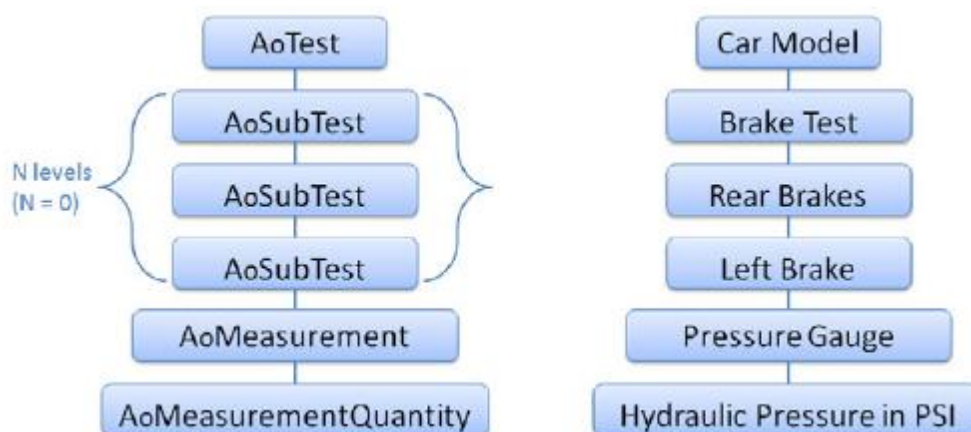 AoTest
AoSubTest
N levels
(N = 0)
AoSubTest
AoSubTest
AoMeasurement
AoMeasurementQuantity
Car Model
Brake Test
Rear Brakes
Left Brake
Pressure Gauge
Hydraulic Pressure in PSI